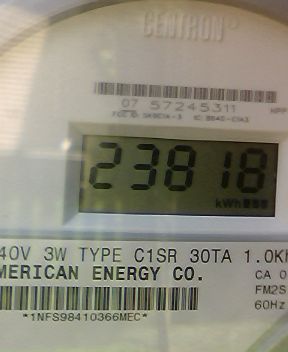 CENTRON
07 57245311
23818
kWh
40V 3W TYPE C1SR 30TA 1.0K
MERICAN ENERGY CO.
CA 0
FM2S
60Hz
*1NFS98410366MEC*